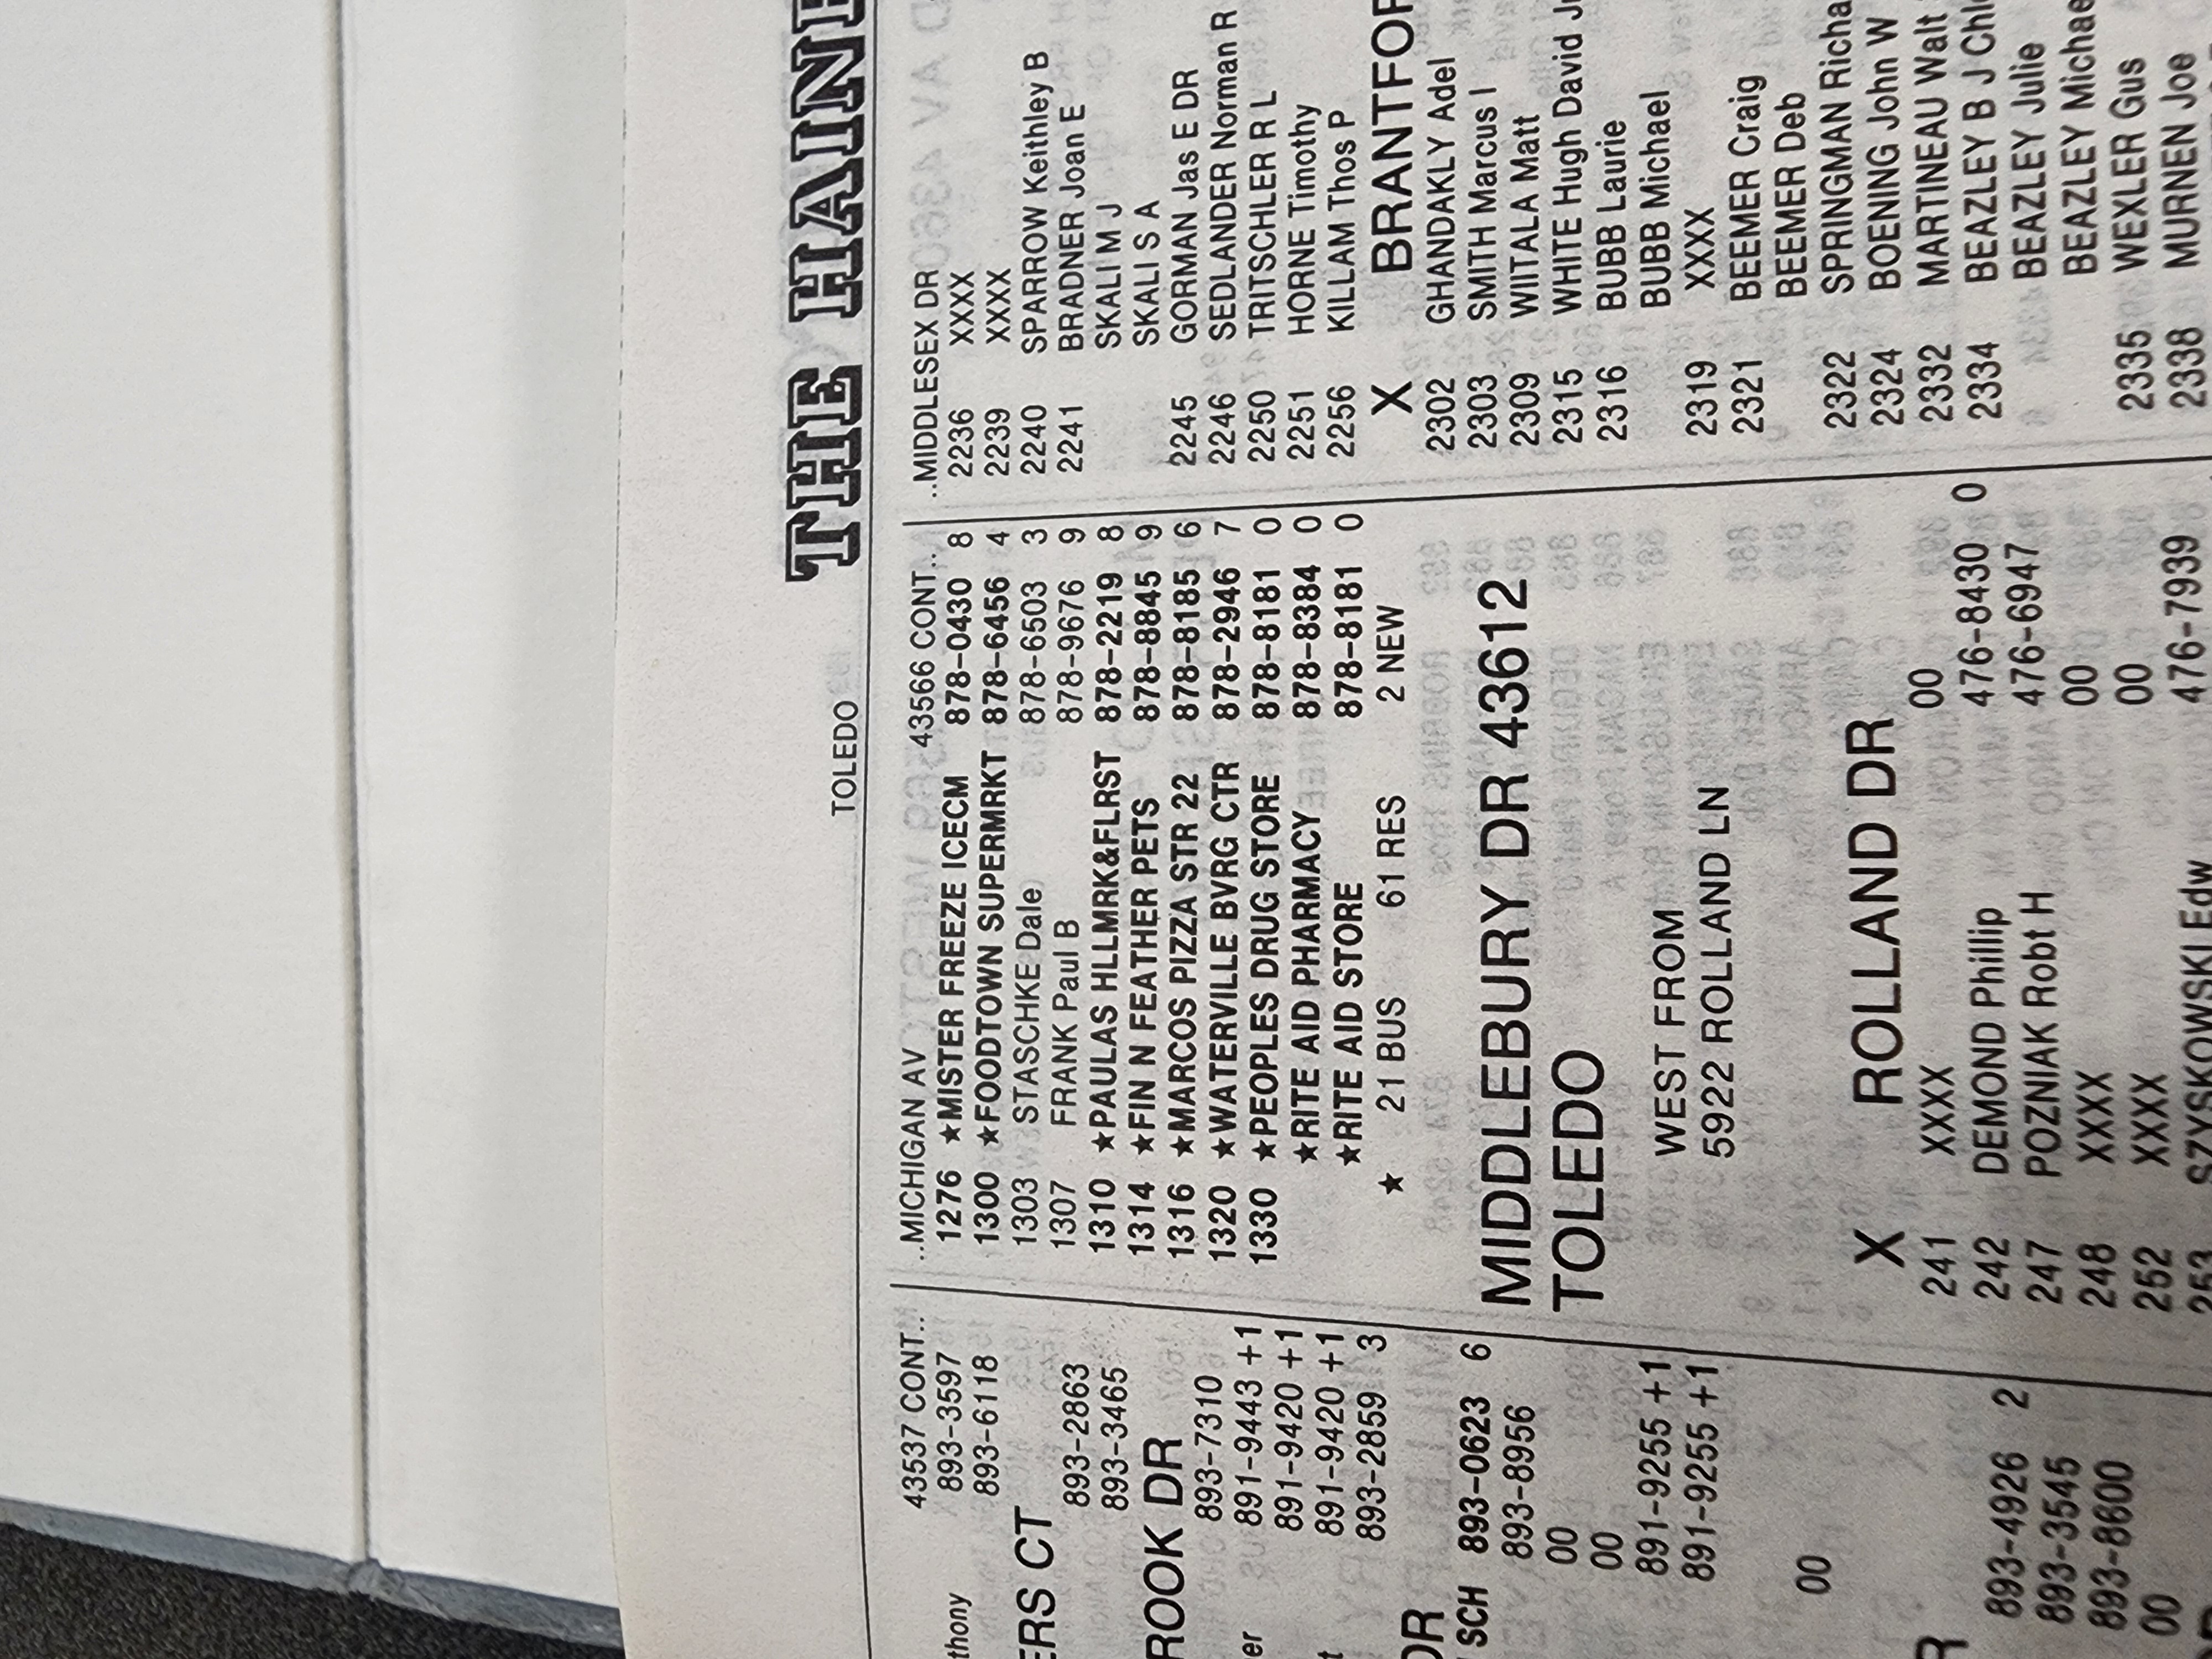 TOLEDO
THE HAINE
43537 CONT..
893-3597
thony 893-6118
ERS CT
893-2863
893-3465
ROOK DR
893-7310
er 891-9443 +1
891-9420 +1
t 891-9420 +1
893-2859 3
DR
SCH 893-0623 6
893-8956
00
00
891-9255 +1
891-9255 +1
00
893-4926 2
893-3545
893-8600
00
..MICHIGAN AV 43566 CONT..
1276 ★MISTER FREEZE ICECM 878-0430 8
1300 ★FOODTOWN SUPERMRKT 878-6456 4
1303 STASCHKE Dale 878-6503 3
1307 FRANK Paul B 878-9676 9
1310 ★PAULAS HLLMRK&FLRST 878-2219 8
1314 ★FIN N FEATHER PETS 878-8845 9
1316 ★MARCOS PIZZA STR 22 878-8185 6
1320 ★WATERVILLE BVRG CTR 878-2946 7
1330 ★PEOPLES DRUG STORE 878-8181 0
★RITE AID PHARMACY 878-8384 0
★RITE AID STORE 878-8181 0
★ 21 BUS 61 RES 2 NEW
MIDDLEBURY DR 43612
TOLEDO
WEST FROM
5922 ROLLAND LN
X ROLLAND DR
241 XXXX 00
242 DEMOND Phillip 476-8430 0
247 POZNIAK Robt H 476-6947
248 XXXX 00
252 XXXX 00
253 SZYSKOWSKI Edw 476-7939
..MIDDLESEX DR
2236 XXXX
2239 XXXX
2240 SPARROW Keithley B
2241 BRADNER Joan E
SKALI M J
SKALI S A
2245 GORMAN Jas E DR
2246 SEDLANDER Norman R
2250 TRITSCHLER R L
2251 HORNE Timothy
2256 KILLAM Thos P
X BRANTFOR
2302 GHANDAKLY Adel
2303 SMITH Marcus I
2309 WITALA Matt
2315 WHITE Hugh David J
2316 BUBB Laurie
BUBB Michael
2319 XXXX
2321 BEEMER Craig
BEEMER Deb
2322 SPRINGMAN Richa
2324 BOENING John W
2332 MARTINEAU Walt
2334 BEAZLEY B J Chl
BEAZLEY Julie
BEAZLEY Michae
2335 WEXLER Gus
2338 MURNEN Joe